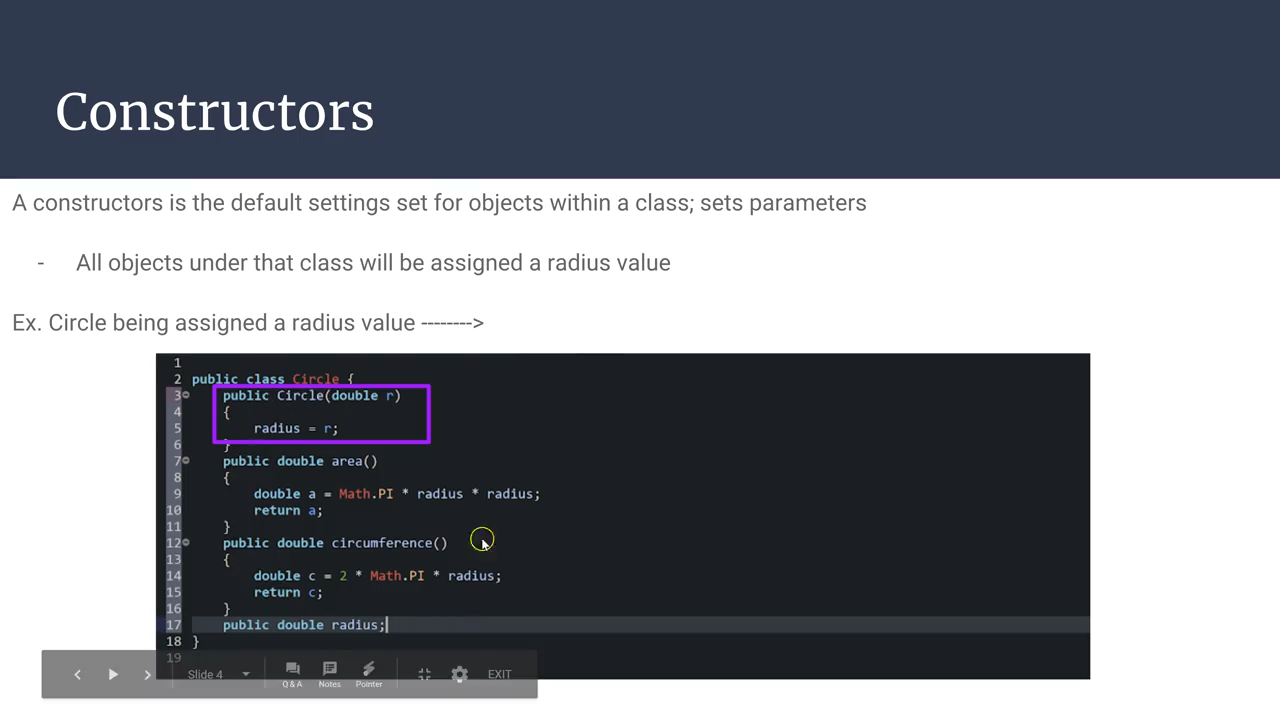 Constructors
A constructors is the default settings set for objects within a class; sets parameters
- All objects under that class will be assigned a radius value
Ex. Circle being assigned a radius value -------->
1
2 public class Circle {
3 public Circle(double r)
4 {
5 radius = r;
6 }
7 public double area()
8 {
9 double a = Math.PI * radius * radius;
10 return a;
11 }
12 public double circumference()
13 {
14 double c = 2 * Math.PI * radius;
15 return c;
16 }
17 public double radius;
18 }
19
Slide 4 Q & A Notes Pointer EXIT